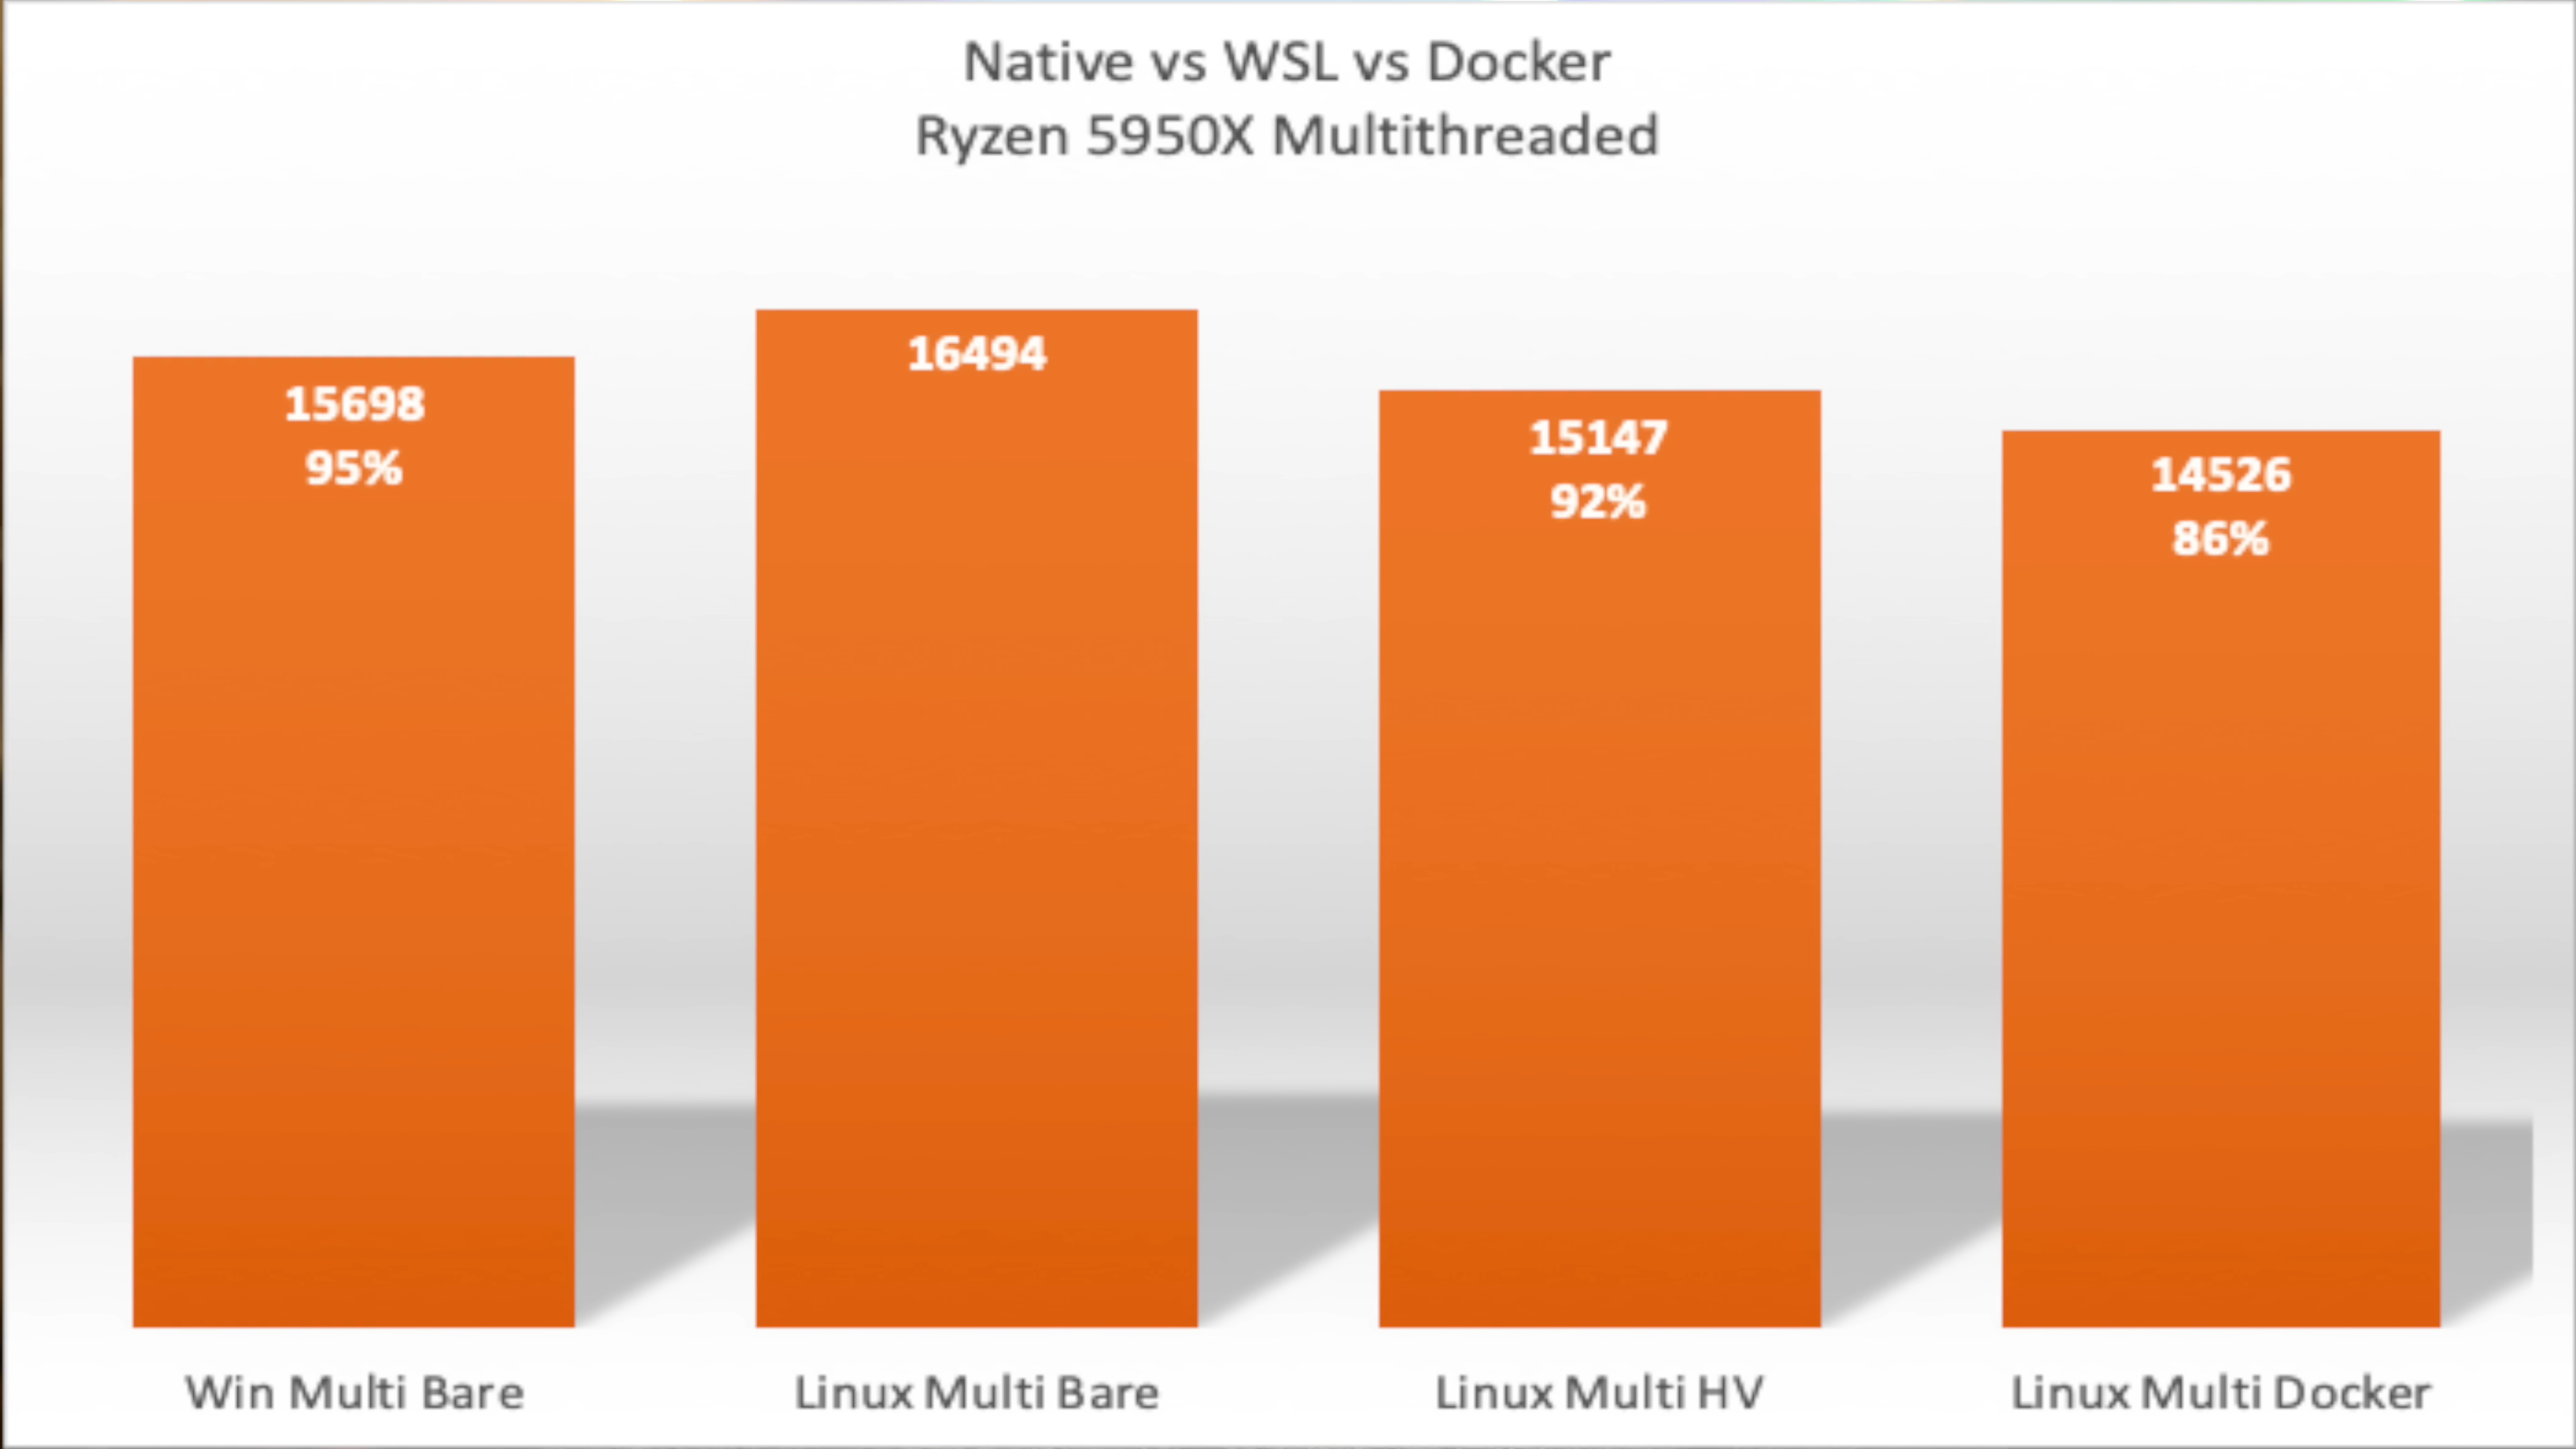 Native vs WSL vs Docker
Ryzen 5950X Multithreaded
15698
95%
16494
15147
92%
14526
86%
Win Multi Bare
Linux Multi Bare
Linux Multi HV
Linux Multi Docker